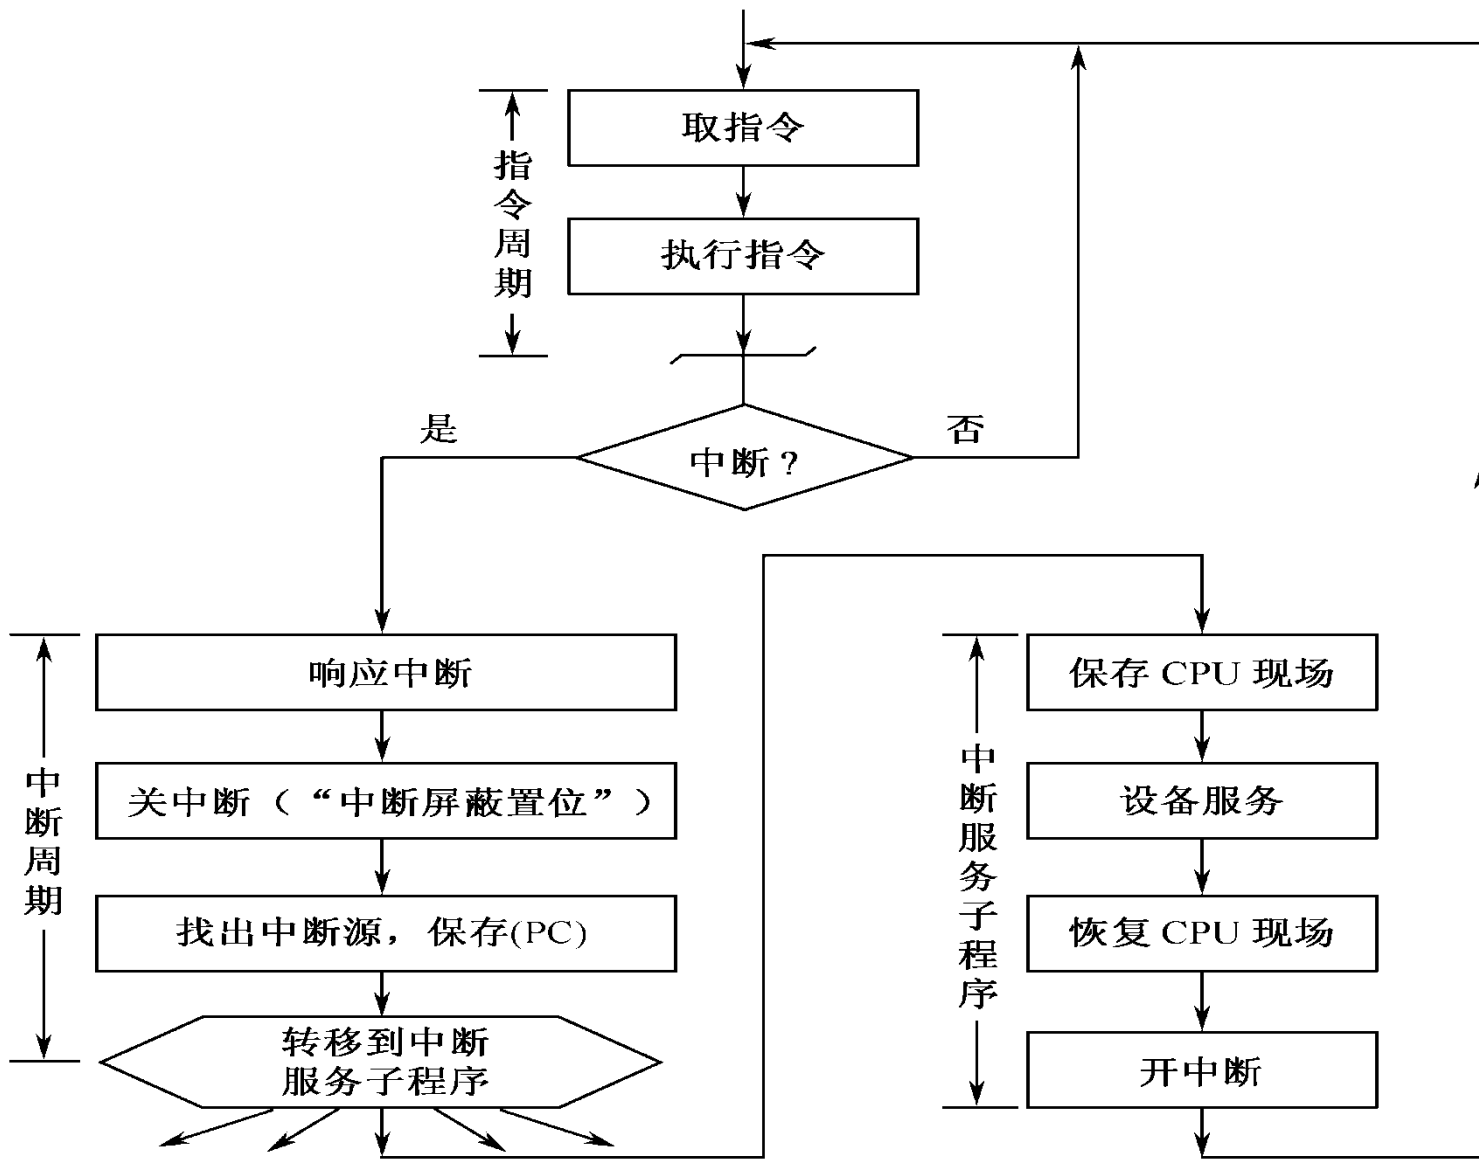 取指令
指令周期
执行指令
是
否
中断？
响应中断
保存 CPU 现场
中断周期
关中断（“中断屏蔽置位”）
中断服务子程序
设备服务
找出中断源，保存(PC)
恢复 CPU 现场
转移到中断
服务子程序
开中断